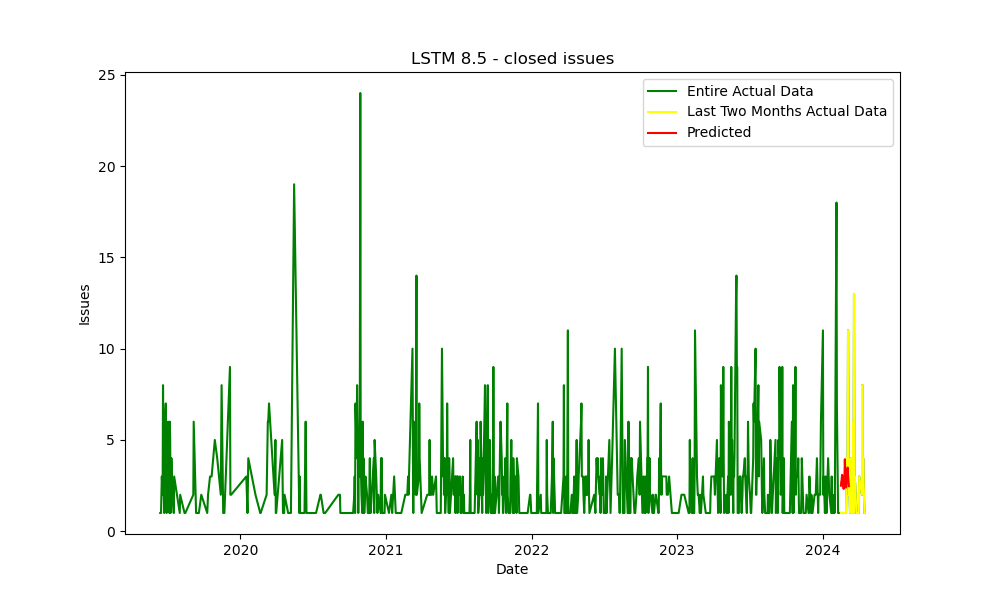 LSTM 8.5 - closed issues
Entire Actual Data
Last Two Months Actual Data
Predicted
25
20
15
10
5
0
Issues
2020 2021 2022 2023 2024
Date